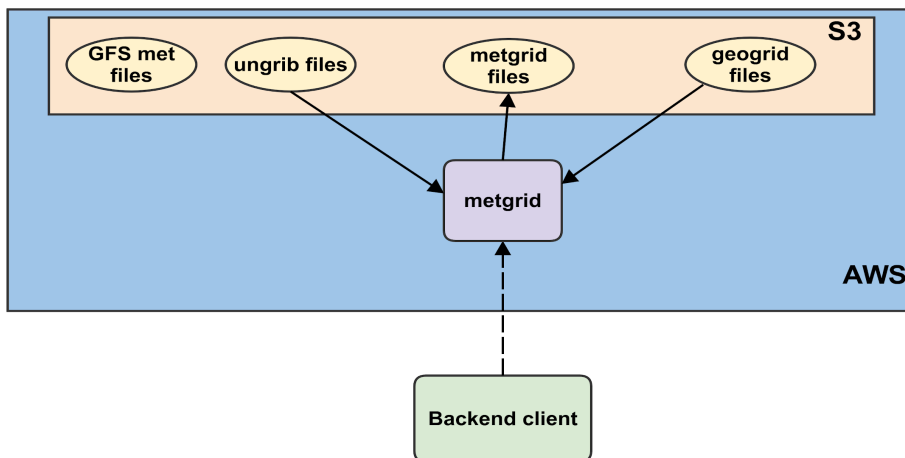 S3
GFS met
files
ungrib files
metgrid
files
geogrid
files
metgrid
AWS
Backend client